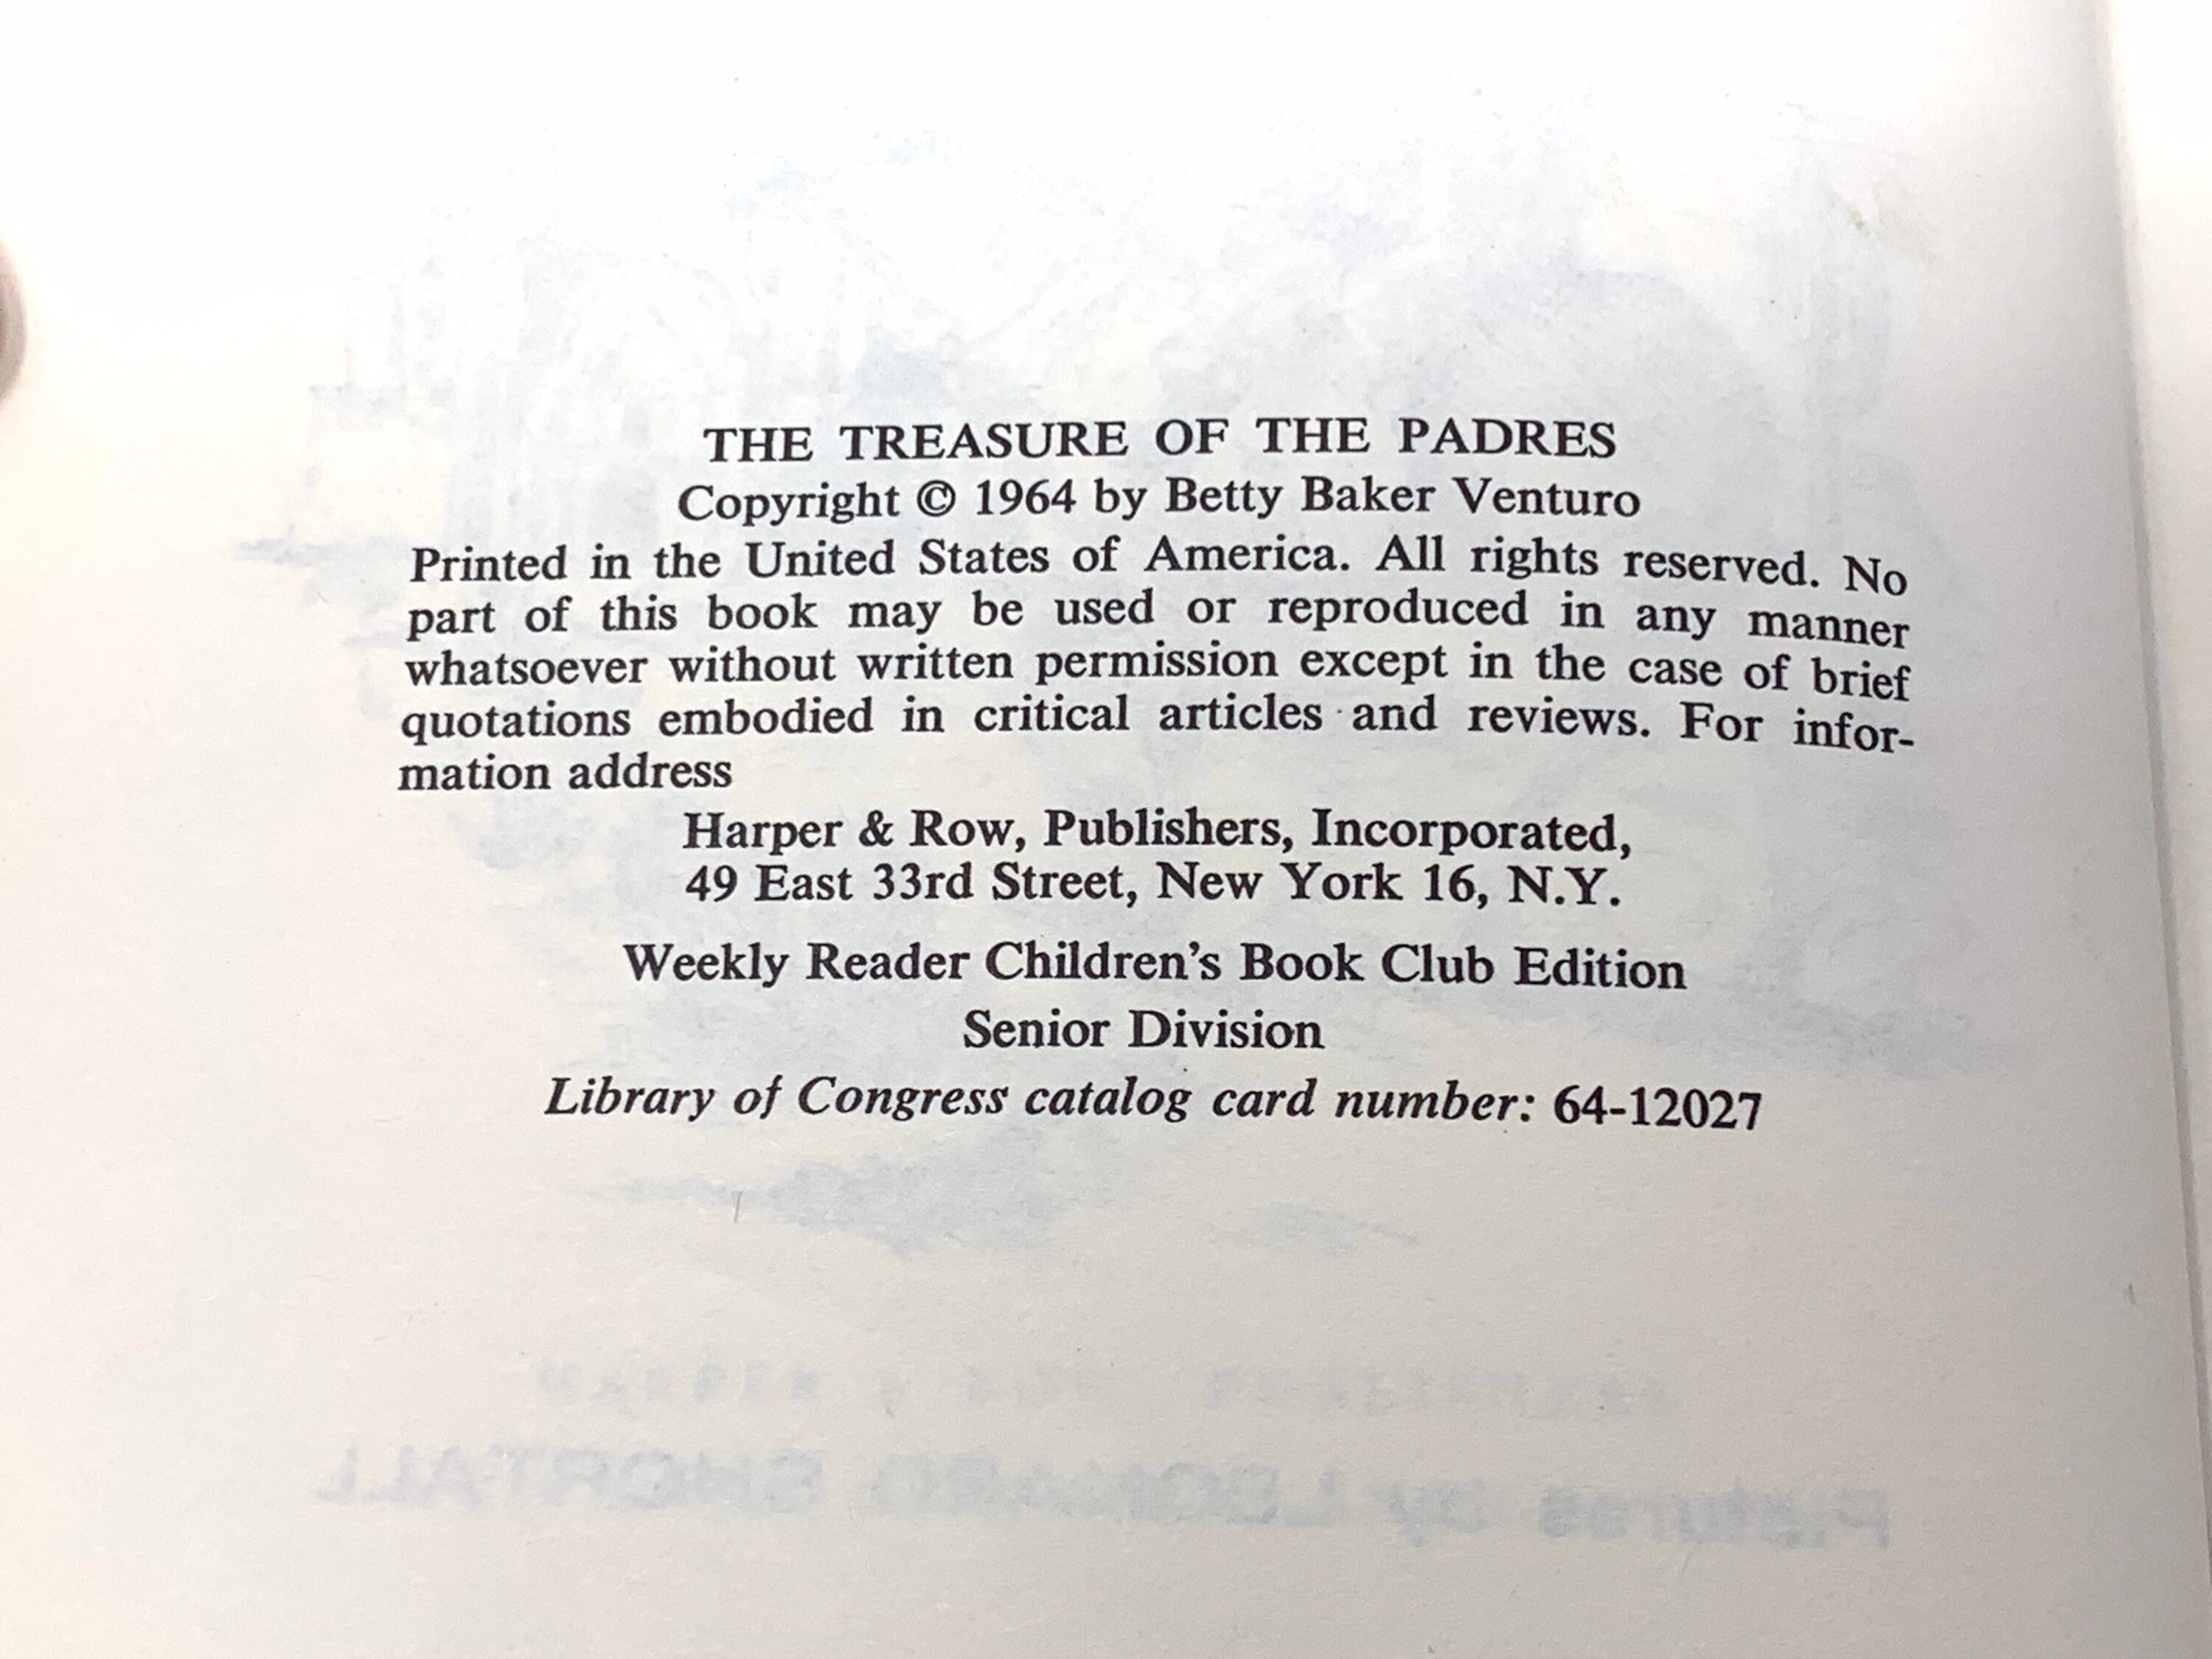 THE TREASURE OF THE PADRES
Copyright © 1964 by Betty Baker Venturo
Printed in the United States of America. All rights reserved. No
part of this book may be used or reproduced in any manner
whatsoever without written permission except in the case of brief
quotations embodied in critical articles and reviews. For infor-
mation address
Harper & Row, Publishers, Incorporated,
49 East 33rd Street, New York 16, N.Y.
Weekly Reader Children's Book Club Edition
Senior Division
Library of Congress catalog card number: 64-12027
Pictures by LEONARD SHORTALL